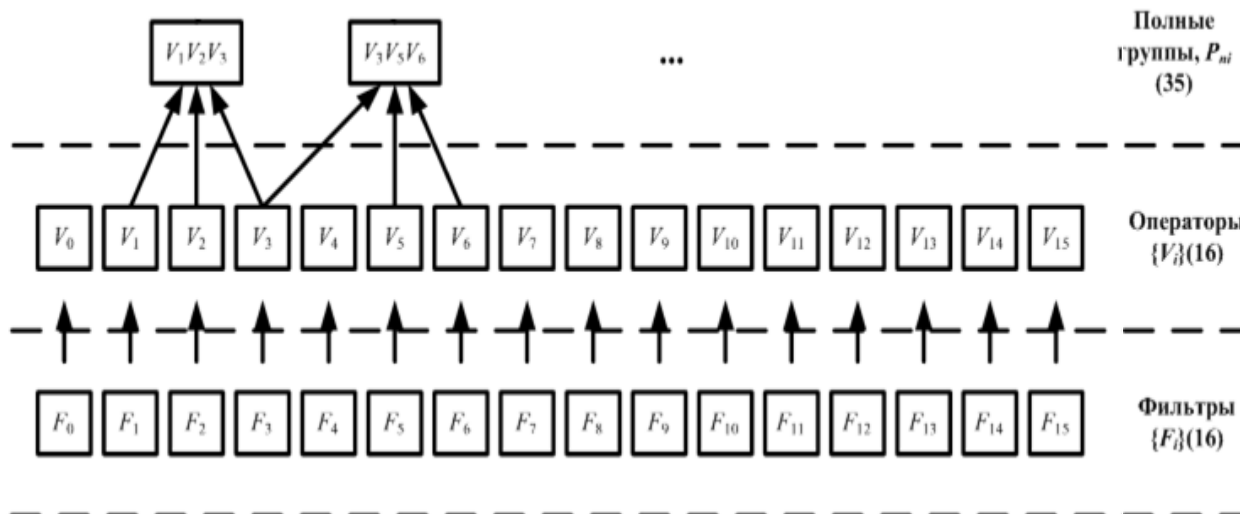 V₁V₂V₃ V₃V₅V₆ ... Полные
группы, Pₙᵢ
(35)
V₀ V₁ V₂ V₃ V₄ V₅ V₆ V₇ V₈ V₉ V₁₀ V₁₁ V₁₂ V₁₃ V₁₄ V₁₅ Операторы
{Vᵢ}(16)
F₀ F₁ F₂ F₃ F₄ F₅ F₆ F₇ F₈ F₉ F₁₀ F₁₁ F₁₂ F₁₃ F₁₄ F₁₅ Фильтры
{Fᵢ}(16)